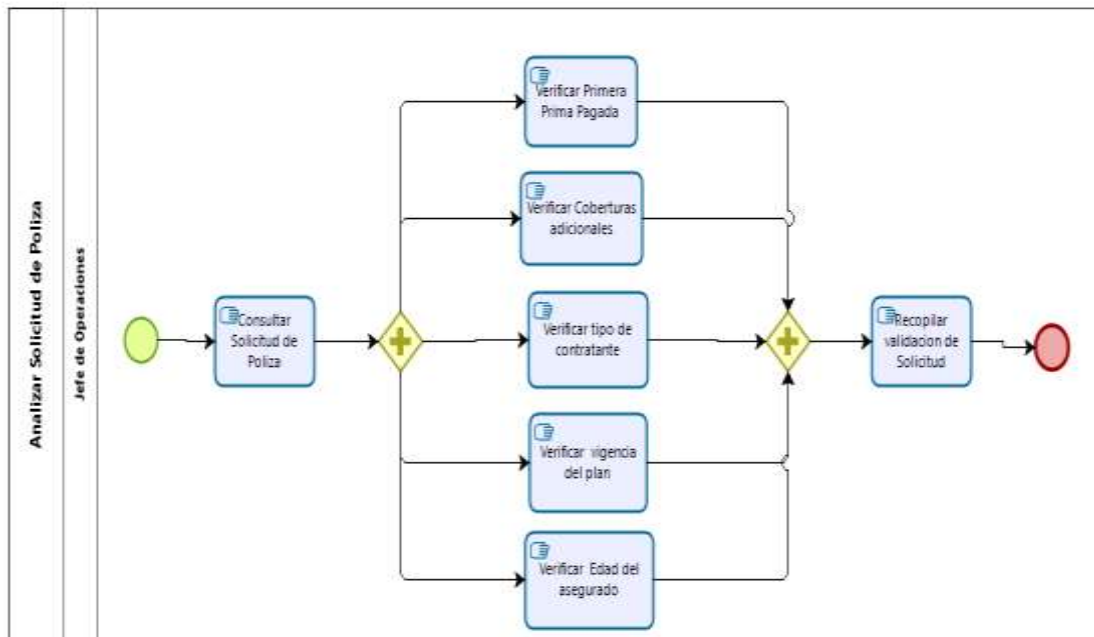 Analizar Solicitud de Poliza
Jefe de Operaciones
Consultar
Solicitud de
Poliza
Verificar Primera
Prima Pagada
Verificar Coberturas
adicionales
Verificar tipo de
contratante
Verificar vigencia
del plan
Verificar Edad del
asegurado
Recopilar
validacion de
Solicitud